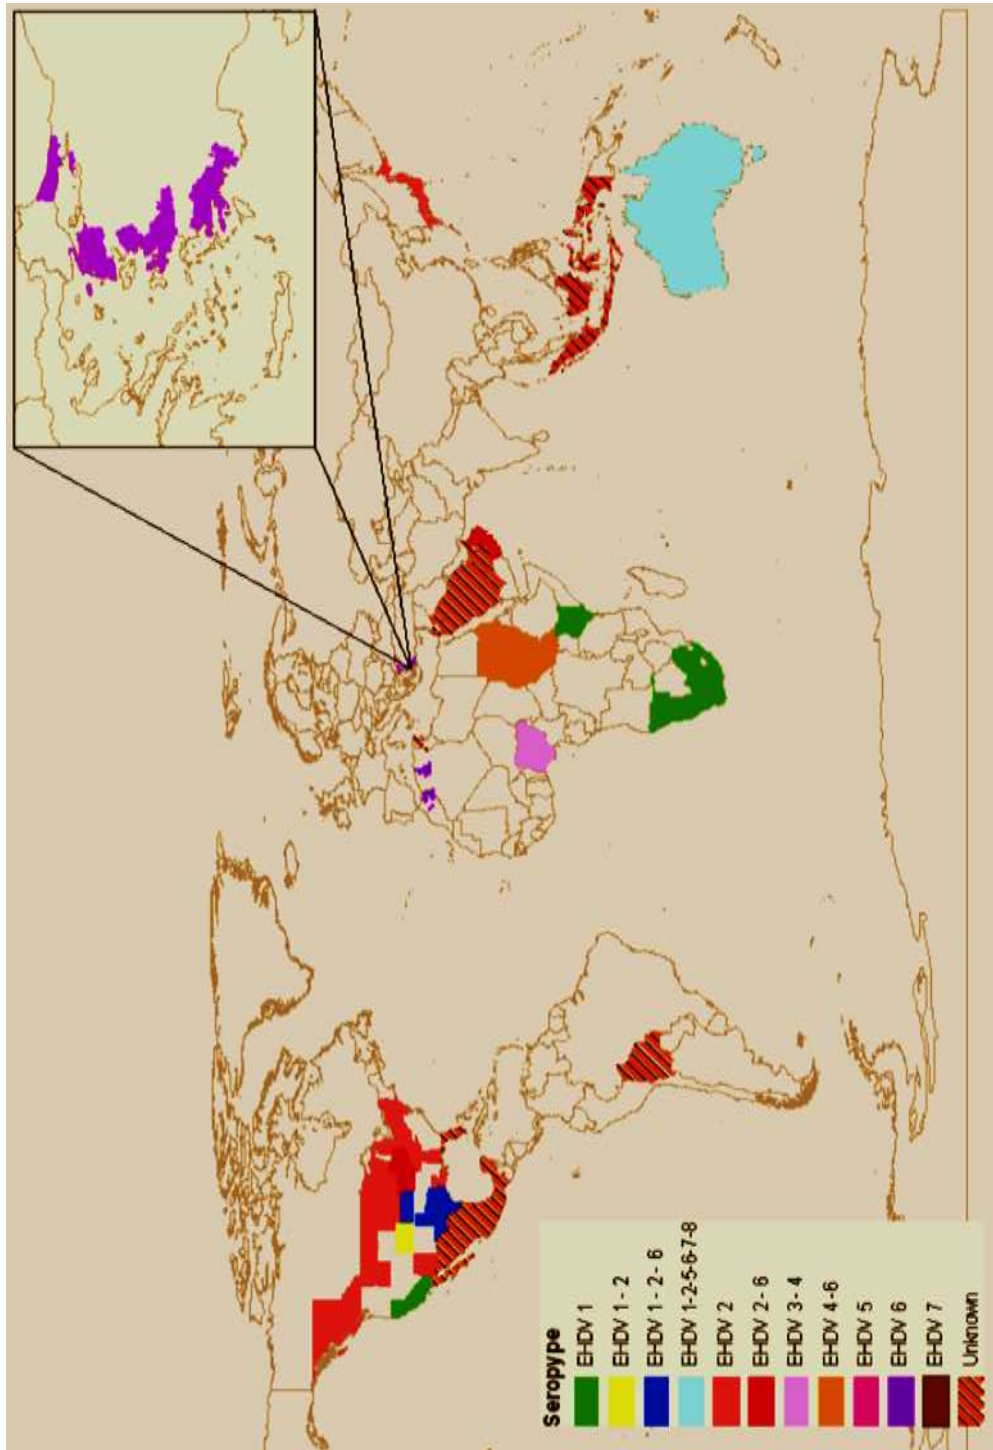 Seropype
EHDV 1
EHDV 1 - 2
EHDV 1 - 2 - 6
EHDV 1-2-5-6-7-8
EHDV 2
EHDV 2 - 6
EHDV 3 - 4
EHDV 4 -6
EHDV 5
EHDV 6
EHDV 7
Unknown